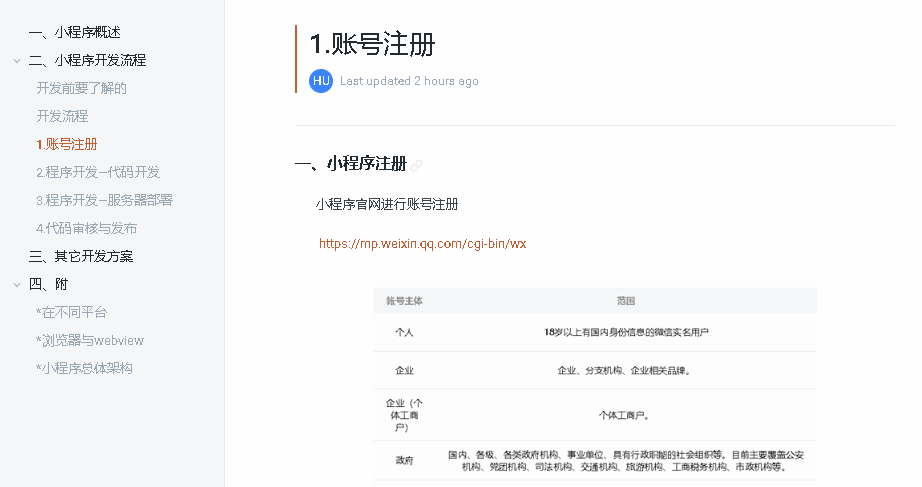 一、小程序概述
二、小程序开发流程
开发前要了解的
开发流程
1.账号注册
2.程序开发—代码开发
3.程序开发—服务器部署
4.代码审核与发布
三、其它开发方案
四、附
*在不同平台
*浏览器与webview
*小程序总体架构
1.账号注册
HU Last updated 2 hours ago
一、小程序注册
小程序官网进行账号注册
https://mp.weixin.qq.com/cgi-bin/wx
帐号主体 范围
个人 18岁以上有国内身份信息的微信实名用户
企业 企业、分支机构、企业相关品牌。
企业（个
体工商
户） 个体工商户。
政府 国内、各级、各类政府机构、事业单位、具有行政职能的社会组织等。目前主要覆盖公安
机构、党团机构、司法机构、交通机构、旅游机构、工商税务机构、市政机构等。